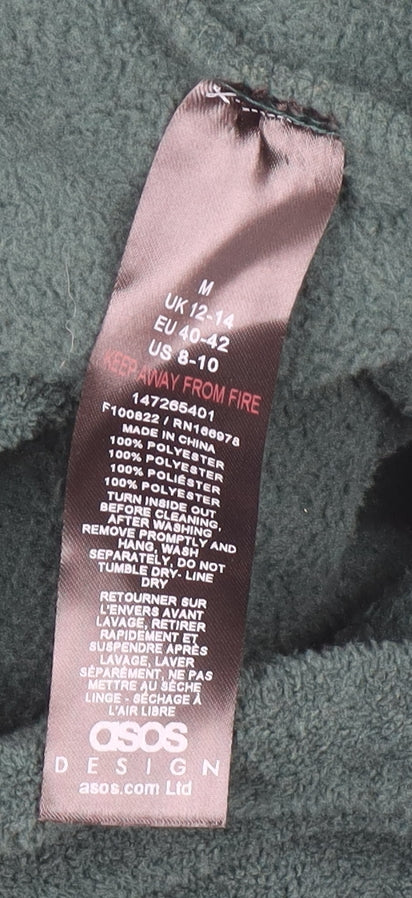 M
UK 12-14
EU 40-42
US 8-10
KEEP AWAY FROM FIRE
147265401
F100822 / RN166978
MADE IN CHINA
100% POLYESTER
100% POLYESTER
100% POLIÉSTER
100% POLYESTER
TURN INSIDE OUT
BEFORE CLEANING,
AFTER WASHING
REMOVE PROMPTLY AND
HANG, WASH
SEPARATELY, DO NOT
TUMBLE DRY- LINE
DRY
RETOURNER SUR
L'ENVERS AVANT
LAVAGE, RETIRER
RAPIDEMENT ET
SUSPENDRE APRÈS
LAVAGE, LAVER
SÉPARÉMENT, NE PAS
METTRE AU SÈCHE
LINGE - SÉCHAGE À
L'AIR LIBRE
asos
DESIGN
asos.com Ltd